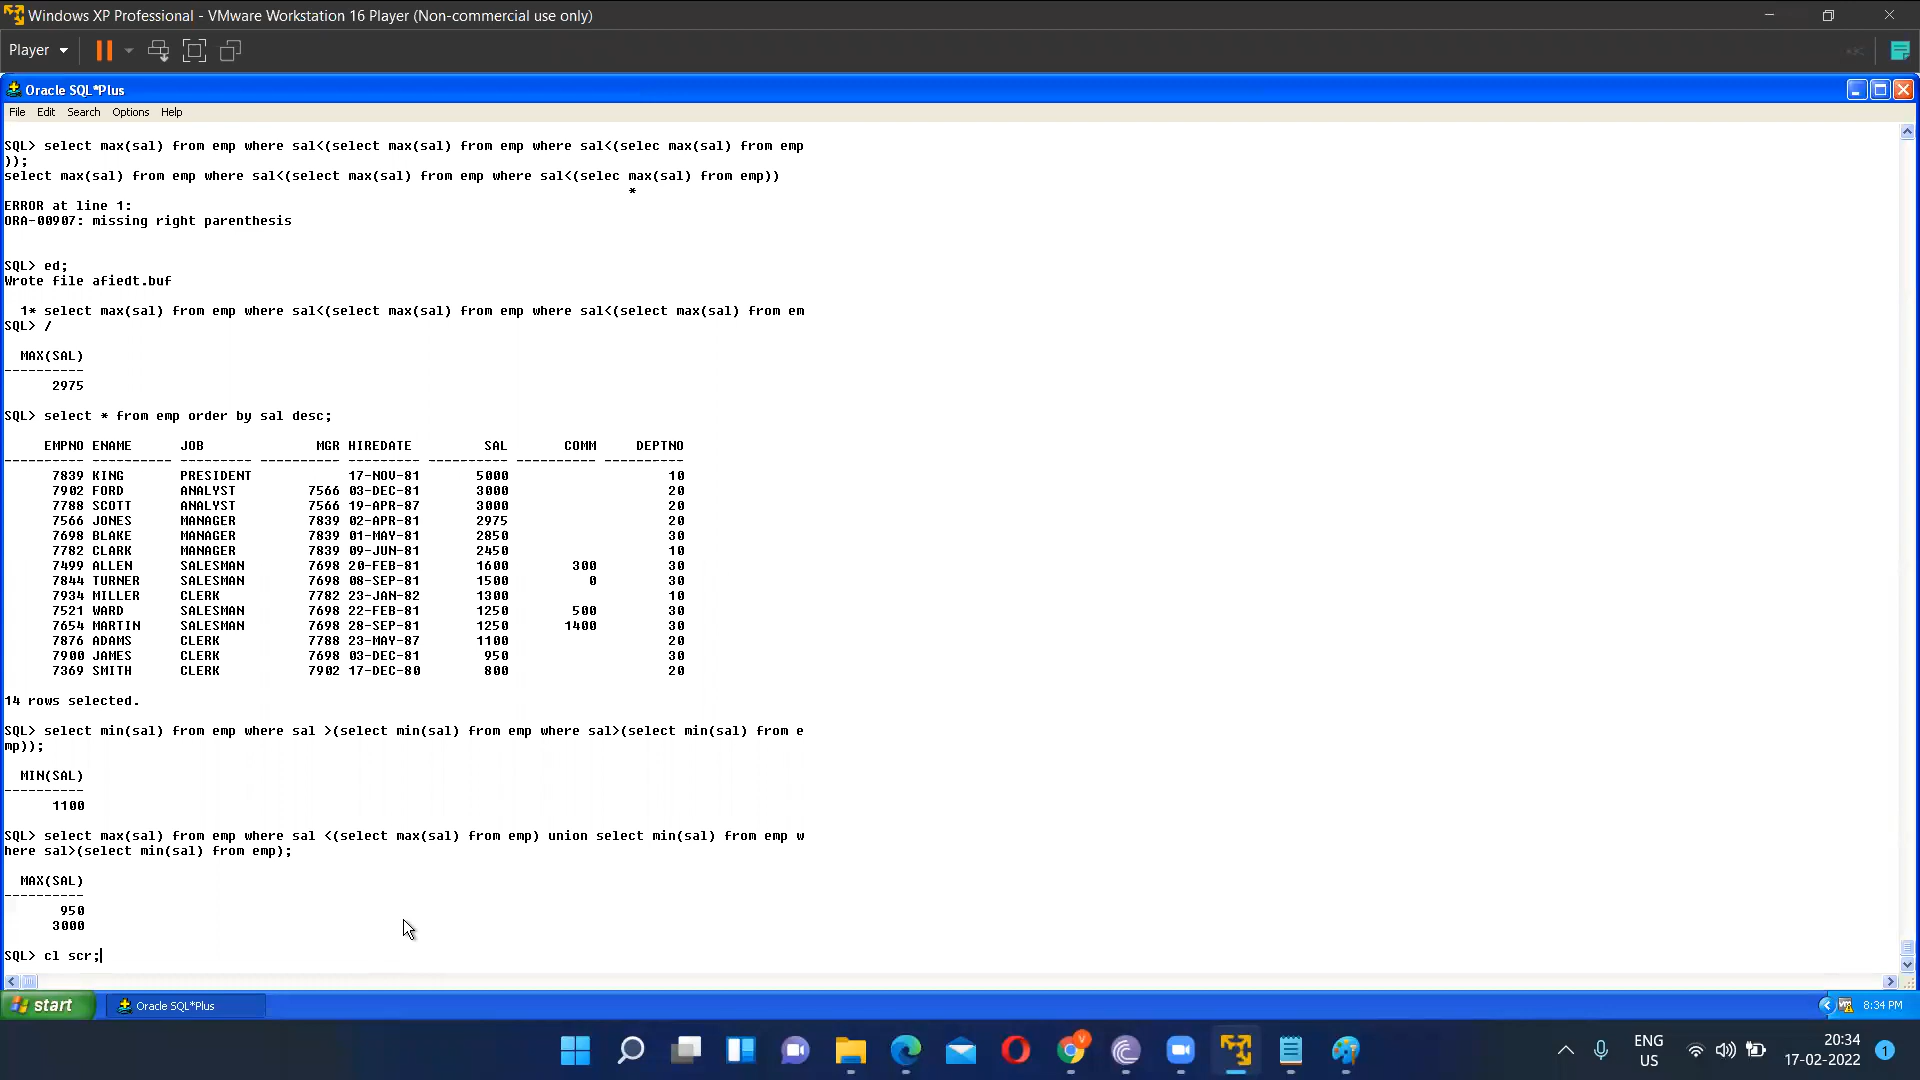 Windows XP Professional - VMware Workstation 16 Player (Non-commercial use only)
Player
Oracle SQL*Plus
File Edit Search Options Help
SQL> select max(sal) from emp where sal<(select max(sal) from emp where sal<(selec max(sal) from emp
));
select max(sal) from emp where sal<(select max(sal) from emp where sal<(selec max(sal) from emp))
*
ERROR at line 1:
ORA-00907: missing right parenthesis
SQL> ed;
Wrote file afiedt.buf
1* select max(sal) from emp where sal<(select max(sal) from emp where sal<(select max(sal) from em
SQL> /
MAX(SAL)
----------
2975
SQL> select * from emp order by sal desc;
EMPNO ENAME JOB MGR HIREDATE SAL COMM DEPTNO
---------- ---------- --------- ---------- --------- ---------- ---------- ----------
7839 KING PRESIDENT 17-NOV-81 5000 10
7902 FORD ANALYST 7566 03-DEC-81 3000 20
7788 SCOTT ANALYST 7566 19-APR-87 3000 20
7566 JONES MANAGER 7839 02-APR-81 2975 20
7698 BLAKE MANAGER 7839 01-MAY-81 2850 30
7782 CLARK MANAGER 7839 09-JUN-81 2450 10
7499 ALLEN SALESMAN 7698 20-FEB-81 1600 300 30
7844 TURNER SALESMAN 7698 08-SEP-81 1500 0 30
7934 MILLER CLERK 7782 23-JAN-82 1300 10
7521 WARD SALESMAN 7698 22-FEB-81 1250 500 30
7654 MARTIN SALESMAN 7698 28-SEP-81 1250 1400 30
7876 ADAMS CLERK 7788 23-MAY-87 1100 20
7900 JAMES CLERK 7698 03-DEC-81 950 30
7369 SMITH CLERK 7902 17-DEC-80 800 20
14 rows selected.
SQL> select min(sal) from emp where sal >(select min(sal) from emp where sal>(select min(sal) from e
mp));
MIN(SAL)
----------
1100
SQL> select max(sal) from emp where sal <(select max(sal) from emp) union select min(sal) from emp w
here sal>(select min(sal) from emp);
MAX(SAL)
----------
950
3000
SQL> cl scr;
start Oracle SQL*Plus 8:34 PM
ENG
US
20:34
17-02-2022
1